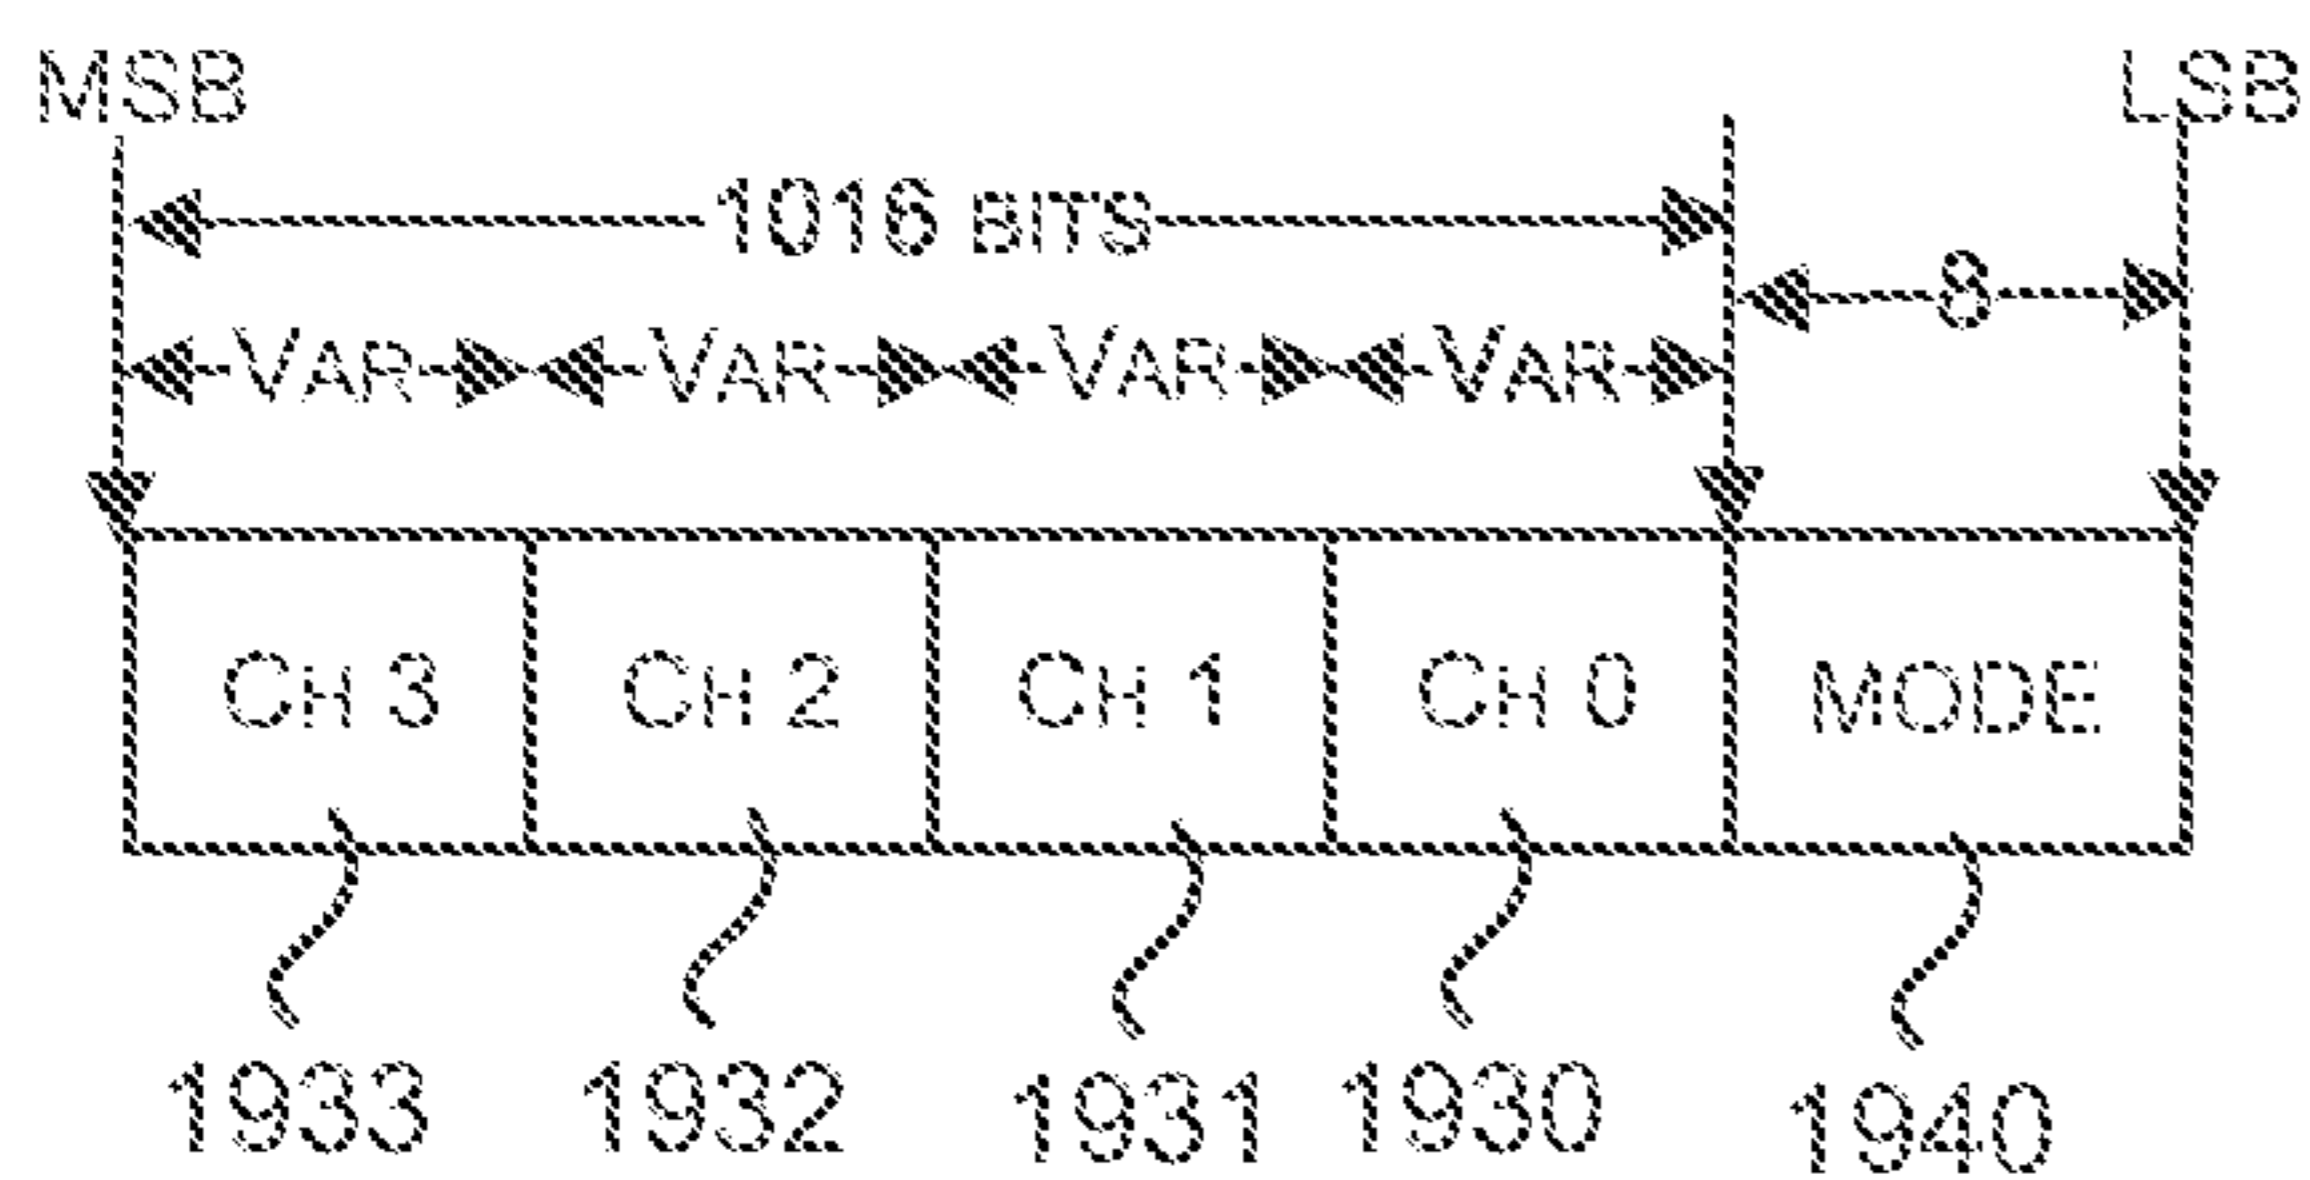 MSB LSB
1016 BITS
8
VAR VAR VAR VAR
CH 3 CH 2 CH 1 CH 0 MODE
1933 1932 1931 1930 1940